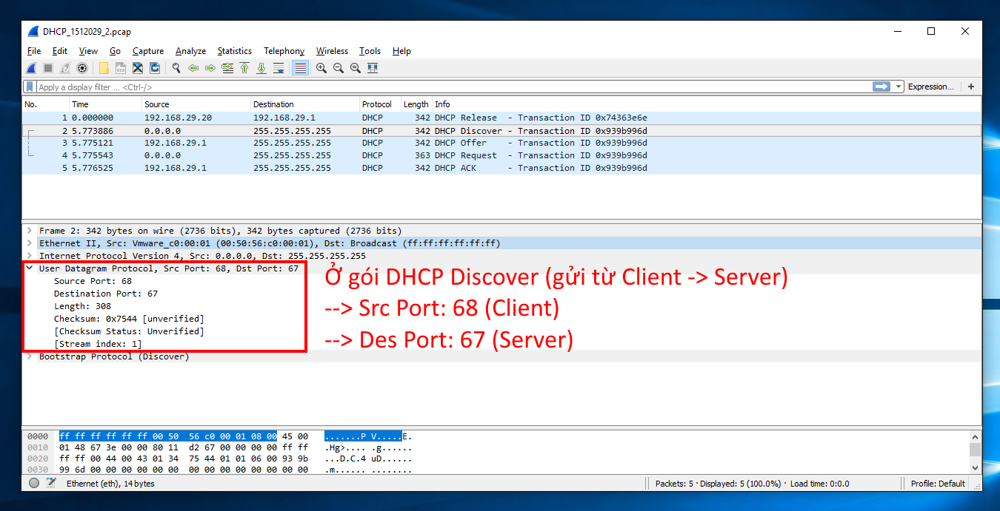 DHCP_1512029_2.pcap
File Edit View Go Capture Analyze Statistics Telephony Wireless Tools Help
Apply a display filter ... <Ctrl-/> Expression... +
No. Time Source Destination Protocol Length Info
1 0.000000 192.168.29.20 192.168.29.1 DHCP 342 DHCP Release - Transaction ID 0x74363e6e
2 5.773886 0.0.0.0 255.255.255.255 DHCP 342 DHCP Discover - Transaction ID 0x939b996d
3 5.775121 192.168.29.1 255.255.255.255 DHCP 342 DHCP Offer - Transaction ID 0x939b996d
4 5.775543 0.0.0.0 255.255.255.255 DHCP 363 DHCP Request - Transaction ID 0x939b996d
5 5.776525 192.168.29.1 255.255.255.255 DHCP 342 DHCP ACK - Transaction ID 0x939b996d
Frame 2: 342 bytes on wire (2736 bits), 342 bytes captured (2736 bits)
Ethernet II, Src: Vmware_c0:00:01 (00:50:56:c0:00:01), Dst: Broadcast (ff:ff:ff:ff:ff:ff)
Internet Protocol Version 4, Src: 0.0.0.0, Dst: 255.255.255.255
User Datagram Protocol, Src Port: 68, Dst Port: 67
Source Port: 68
Destination Port: 67
Length: 308
Checksum: 0x7544 [unverified]
[Checksum Status: Unverified]
[Stream index: 1]
Bootstrap Protocol (Discover)
Ở gói DHCP Discover (gửi từ Client -> Server)
--> Src Port: 68 (Client)
--> Des Port: 67 (Server)
0000 ff ff ff ff ff ff 00 50 56 c0 00 01 08 00 45 00 .......P V.....E.
0010 01 48 67 3e 00 00 80 11 d2 67 00 00 00 00 ff ff .Hg>.... .g......
0020 ff ff 00 44 00 43 01 34 75 44 01 01 06 00 93 9b ...D.C.4 uD......
0030 99 6d 00 00 00 00 00 00 00 00 00 00 00 00 00 00 .m...... ........
Ethernet (eth), 14 bytes Packets: 5 · Displayed: 5 (100.0%) · Load time: 0:0.0 Profile: Default